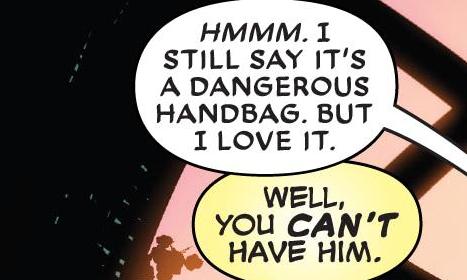 HMMM. I
STILL SAY IT'S
A DANGEROUS
HANDBAG. BUT
I LOVE IT.
WELL,
YOU CAN'T
HAVE HIM.